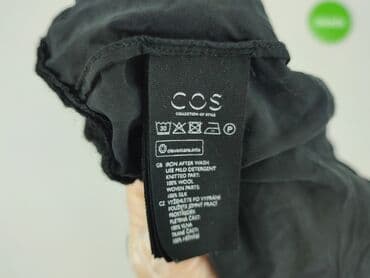 COS
COLLECTION OF STYLE
30
P
clevercare.info
GB IRON AFTER WASH
USE MILD DETERGENT
KNITTED PART:
100% WOOL
WOVEN PARTS:
100% SILK
CZ VYŽEHLETE PO VYPRÁNÍ
POUŽIJTE JEMNÝ PRACÍ
PROSTŘEDEK
PLETENÁ ČÁST:
100% VLNA
TKANÉ ČÁSTI:
100% HEDVÁBÍ